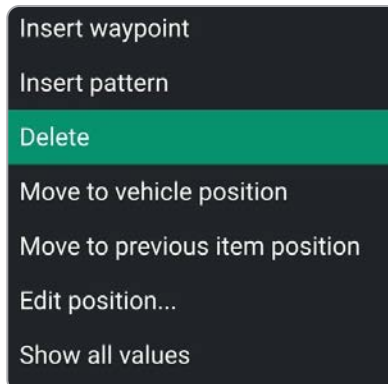 Insert waypoint
Insert pattern
Delete
Move to vehicle position
Move to previous item position
Edit position...
Show all values